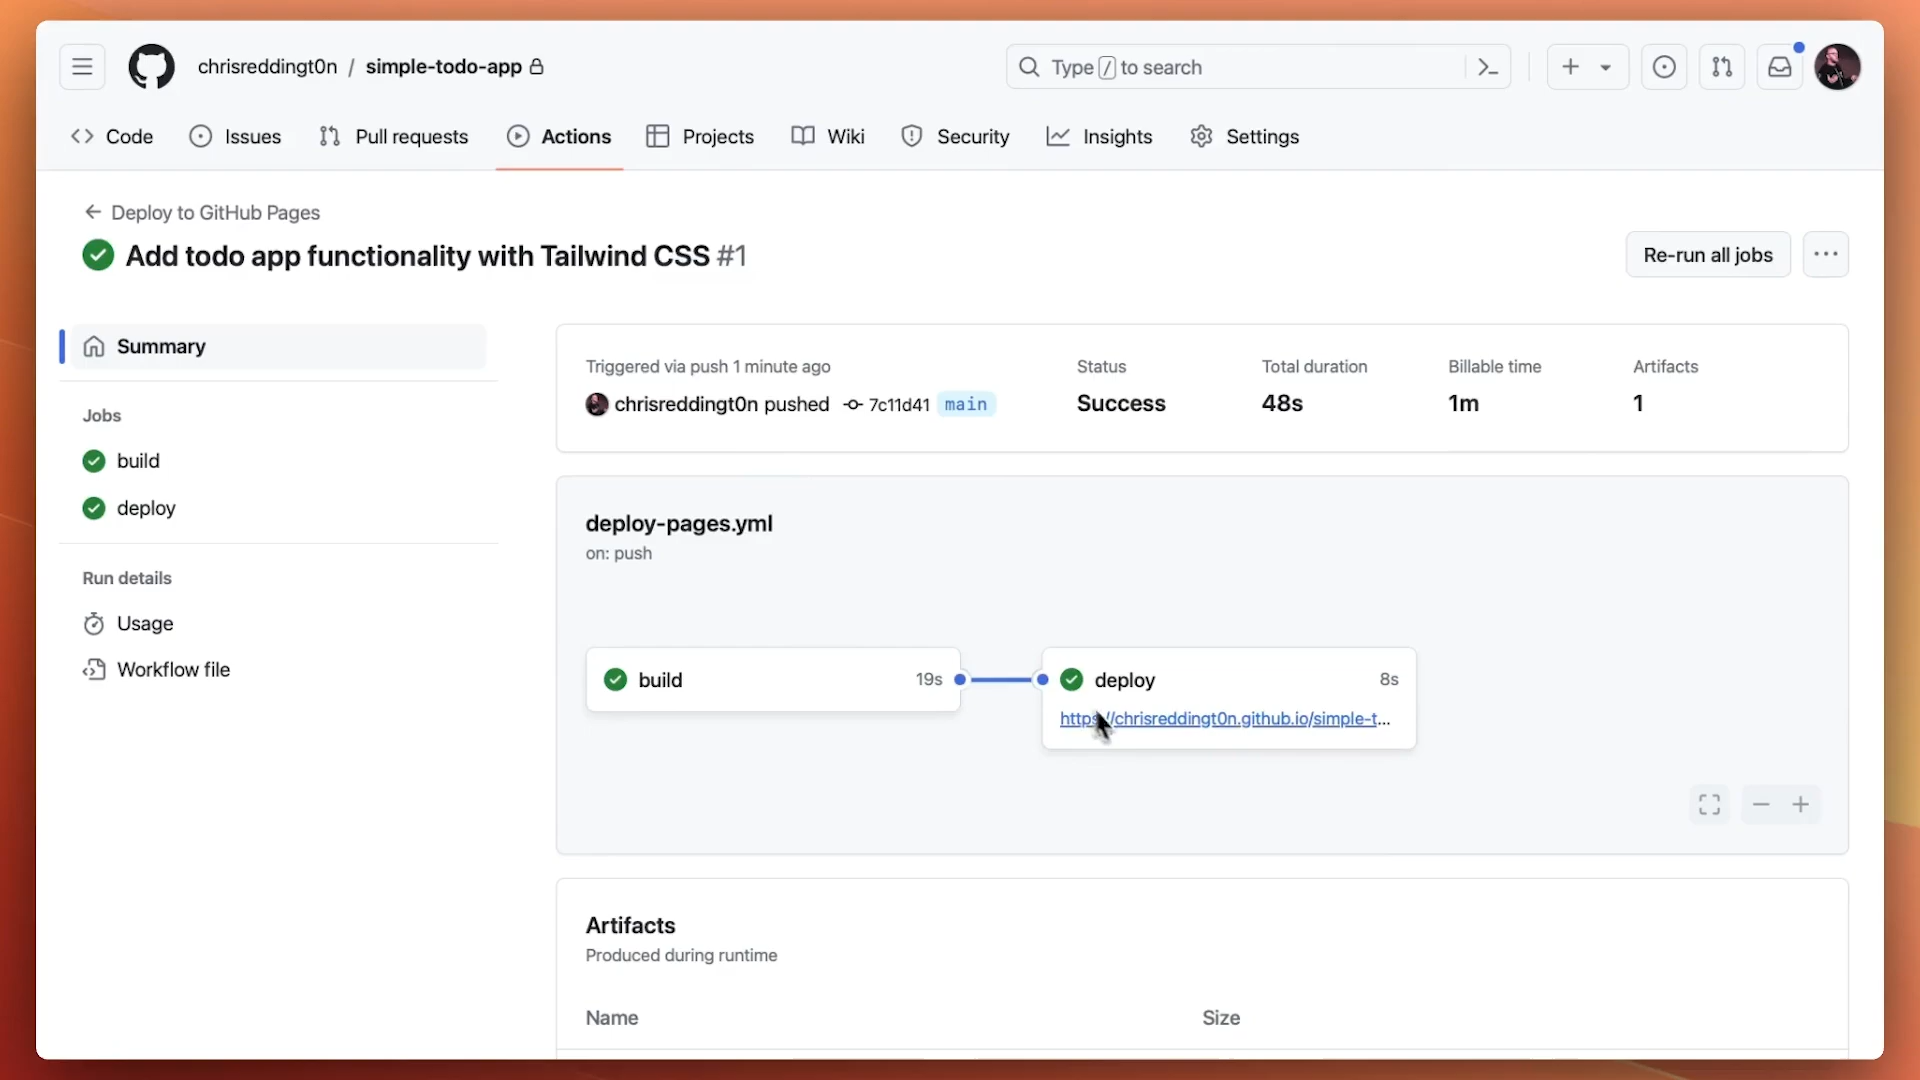 chrisreddingt0n / simple-todo-app
Type / to search
Code Issues Pull requests Actions Projects Wiki Security Insights Settings
← Deploy to GitHub Pages
Add todo app functionality with Tailwind CSS #1
Re-run all jobs
Summary
Jobs
build
deploy
Run details
Usage
Workflow file
Triggered via push 1 minute ago
chrisreddingt0n pushed 7c11d41 main
Status
Success
Total duration
48s
Billable time
1m
Artifacts
1
deploy-pages.yml
on: push
build 19s
deploy 8s
https://chrisreddingt0n.github.io/simple-t...
Artifacts
Produced during runtime
Name Size